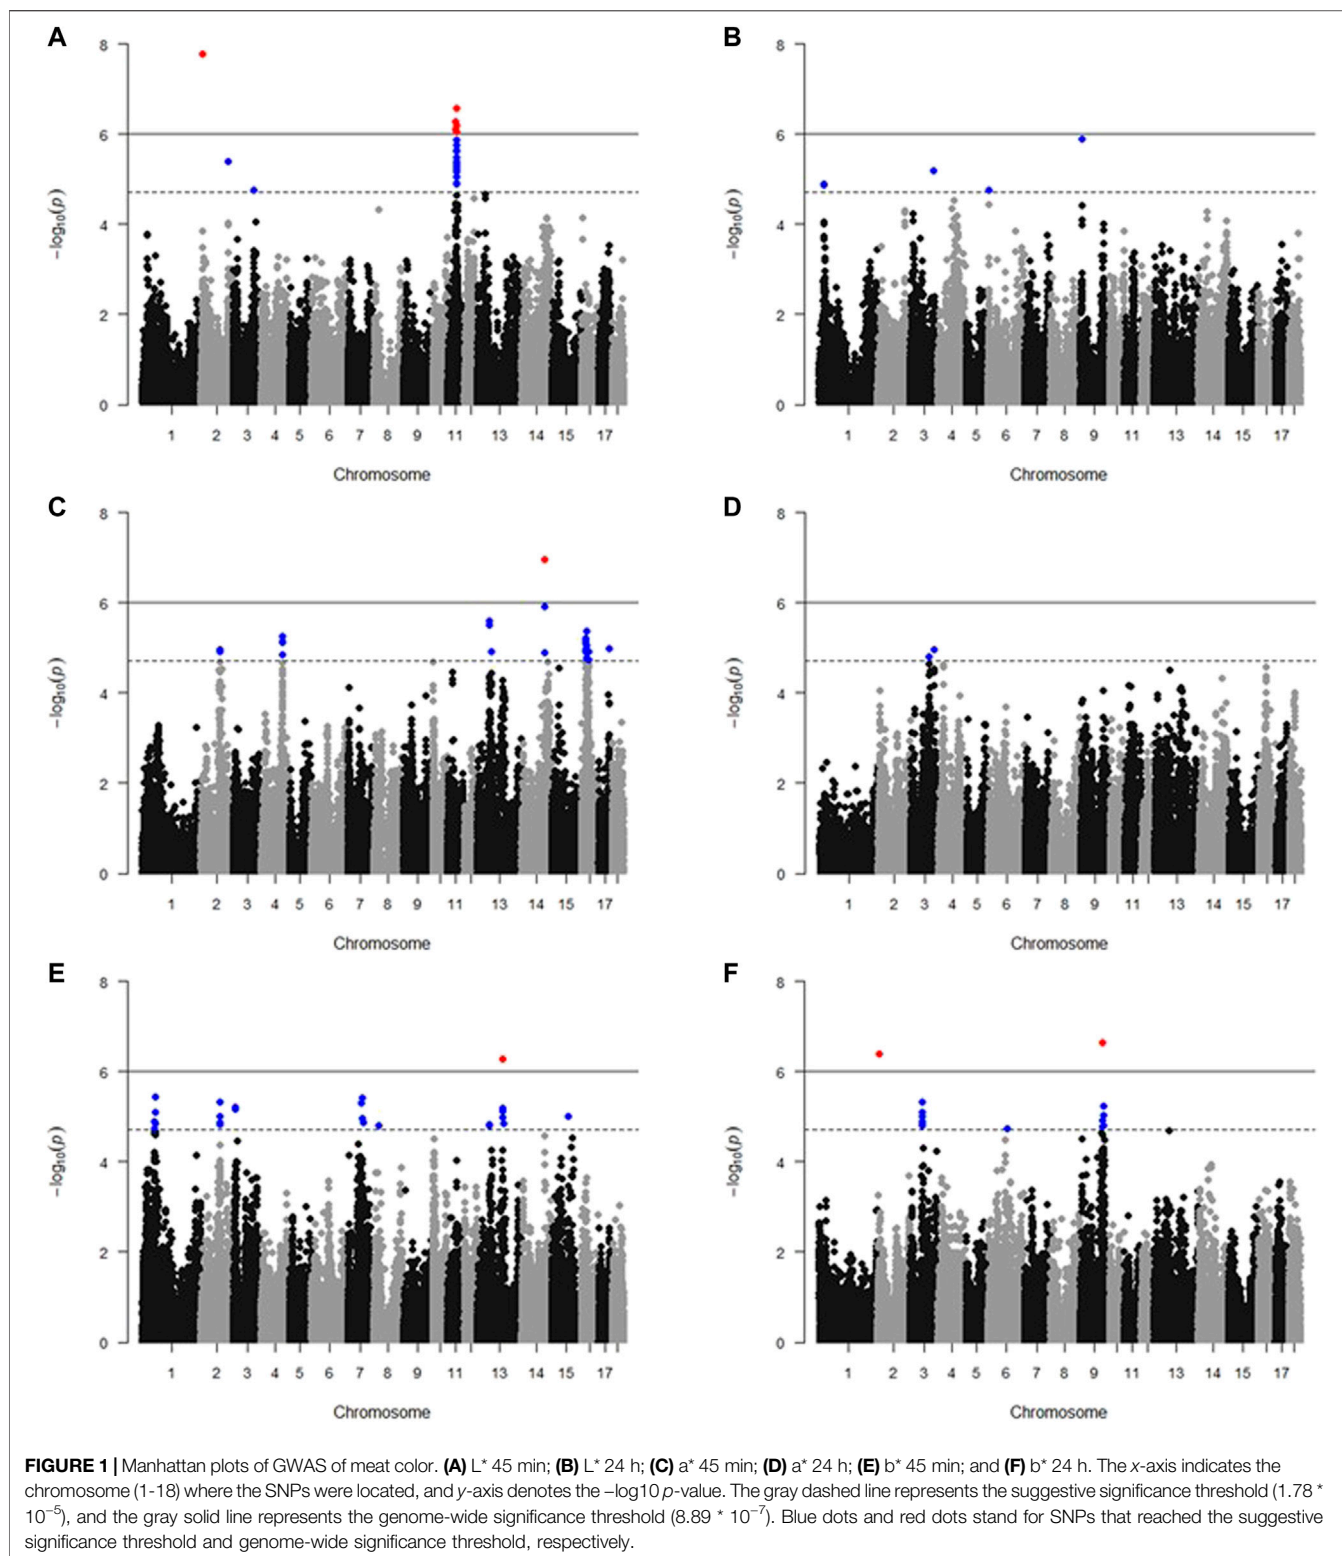 A
8
6
4
2
0
−log10(p)
1 2 3 4 5 6 7 8 9 11 13 14 15 17
Chromosome
B
8
6
4
2
0
−log10(p)
1 2 3 4 5 6 7 8 9 11 13 14 15 17
Chromosome
C
8
6
4
2
0
−log10(p)
1 2 3 4 5 6 7 8 9 11 13 14 15 17
Chromosome
D
8
6
4
2
0
−log10(p)
1 2 3 4 5 6 7 8 9 11 13 14 15 17
Chromosome
E
8
6
4
2
0
−log10(p)
1 2 3 4 5 6 7 8 9 11 13 14 15 17
Chromosome
F
8
6
4
2
0
−log10(p)
1 2 3 4 5 6 7 8 9 11 13 14 15 17
Chromosome
FIGURE 1 | Manhattan plots of GWAS of meat color. (A) L* 45 min; (B) L* 24 h; (C) a* 45 min; (D) a* 24 h; (E) b* 45 min; and (F) b* 24 h. The x-axis indicates the
chromosome (1-18) where the SNPs were located, and y-axis denotes the −log10 p-value. The gray dashed line represents the suggestive significance threshold (1.78 *
10−5), and the gray solid line represents the genome-wide significance threshold (8.89 * 10−7). Blue dots and red dots stand for SNPs that reached the suggestive
significance threshold and genome-wide significance threshold, respectively.